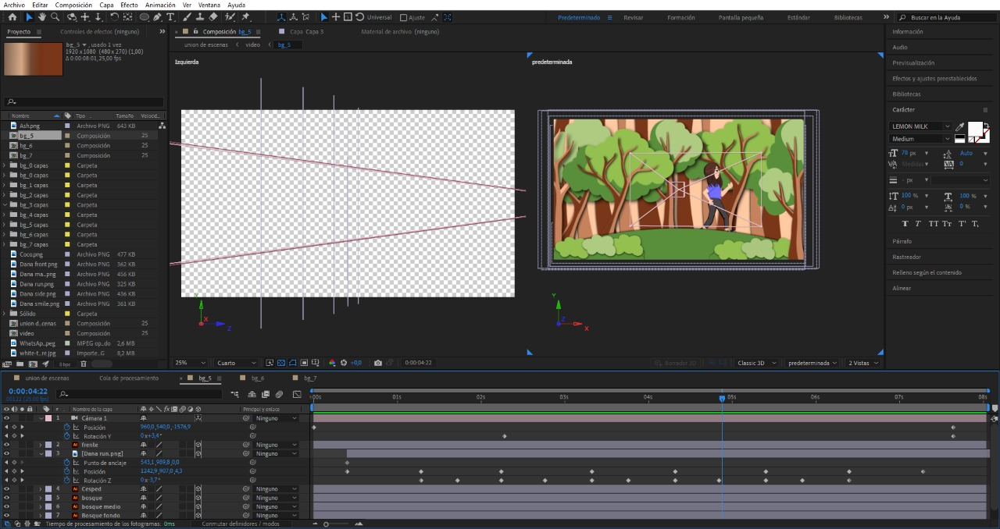 Archivo Editar Composición Capa Efecto Animación Ver Ventana Ayuda
Universal Ajuste Predeterminado Revisar Formación Pantalla pequeña Estándar Bibliotecas Buscar en la Ayuda
Proyecto Controles de efectos (ninguno)
bg_5 , usado 1 vez
1920 x1080 (480 x 270) (1,00)
Δ 0:00:08:01, 25,00 fps
Nombre Tipo Tamaño Velocid...
Ash.png Archivo PNG 643 KB
bg_5 Composición 25
bg_6 Composición 25
bg_7 Composición 25
bg_0 capas Carpeta
bg_0 capas Carpeta
bg_1 capas Carpeta
bg_2 capas Carpeta
bg_3 capas Carpeta
bg_4 capas Carpeta
bg_5 capas Carpeta
bg_6 capas Carpeta
bg_7 capas Carpeta
Coco.png Archivo PNG 477 KB
Dana front.png Archivo PNG 362 KB
Dana ma...png Archivo PNG 456 KB
Dana run.png Archivo PNG 325 KB
Dana side.png Archivo PNG 436 KB
Dana smile.png Archivo PNG 361 KB
Sólido Carpeta
union d...cenas Composición 25
video Composición 25
WhatsAp...peg MPEG op...do 2,6 MB
white-t...re.jpg Importe...G 8,2 MB
8 bpc
Composición bg_5 Capa Capa 3 Material de archivo (ninguno)
union de escenas video bg_5
Izquierda
predeterminada
Y
X
Z
Y
Z
X
25% Cuarto +0,0 0:00:04:22 Borrador 3D Classic 3D predeterminada 2 Vistas
Información
Audio
Previsualización
Efectos y ajustes preestablecidos
Bibliotecas
Carácter
LEMON MILK
Medium
78 px Auto
Medidas 0
- px
100 % 100 %
0 px 0 %
T T TT TT T' T,
Párrafo
Rastreador
Relleno según el contenido
Alinear
union de escenas Cola de procesamiento bg_5 bg_6 bg_7
0:00:04:22
00122 (25.00 fps)
00s 01s 02s 03s 04s 05s 06s 07s 08s
# Nombre de la capa Principal y enlace
1 Cámara 1 Ninguno
Posición 960,0,540,0,-1576,9
Rotación Y 0 x+3,4°
2 frente Ninguno
3 [Dana run.png] Ninguno
Punto de anclaje 543,1,989,8,0,0
Posición 1242,9,907,0,4,3
Rotación Z 0 x-3,7°
4 Cesped Ninguno
5 bosque Ninguno
6 bosque medio Ninguno
7 Bosque fondo Ninguno
Tiempo de procesamiento de los fotogramas: 0ms Conmutar definidores / modos